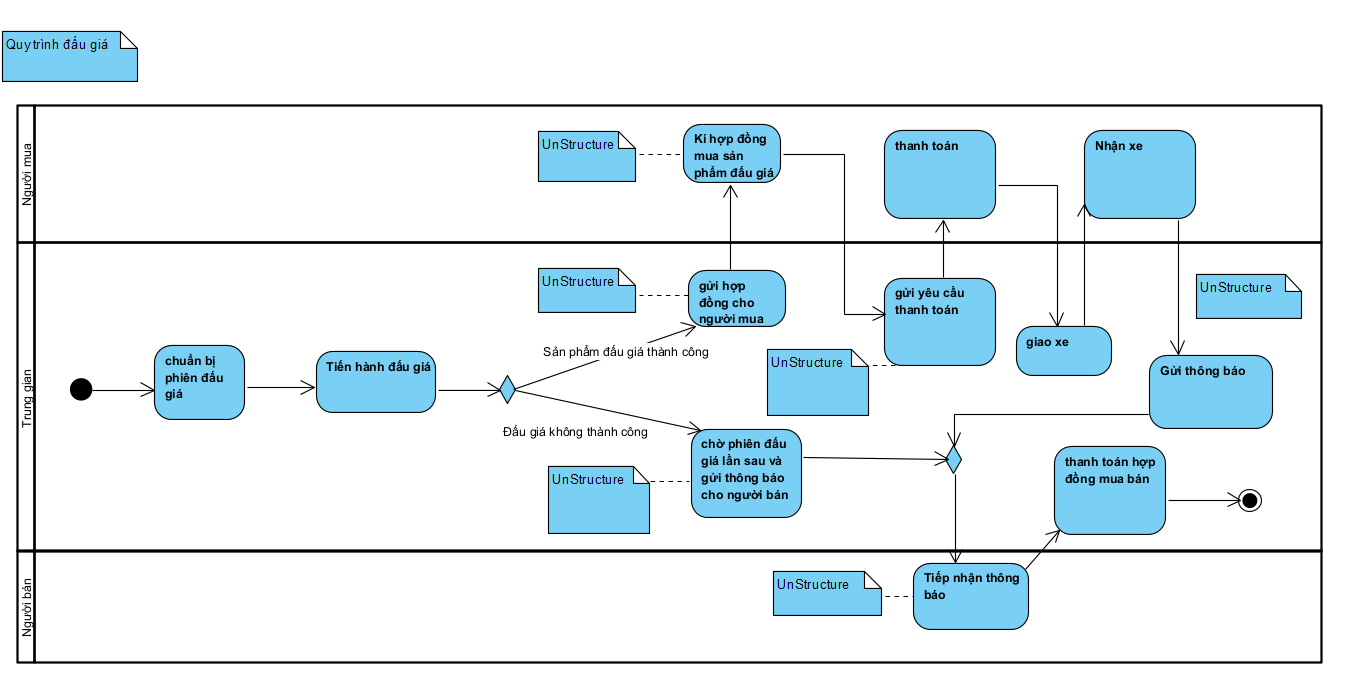 Quy trình đấu giá
Người mua
UnStructure
Kí hợp đồng
mua sản
phẩm đấu giá
thanh toán
Nhận xe
Trung gian
UnStructure
gửi hợp
đồng cho
người mua
gửi yêu cầu
thanh toán
UnStructure
giao xe
Sản phẩm đấu giá thành công
UnStructure
chuẩn bị
phiên đấu
giá
Tiến hành đấu giá
Gửi thông báo
Đấu giá không thành công
chờ phiên đấu
giá lần sau và
gửi thông báo
cho người bán
UnStructure
thanh toán hợp
đồng mua bán
Người bán
UnStructure
Tiếp nhận thông
báo